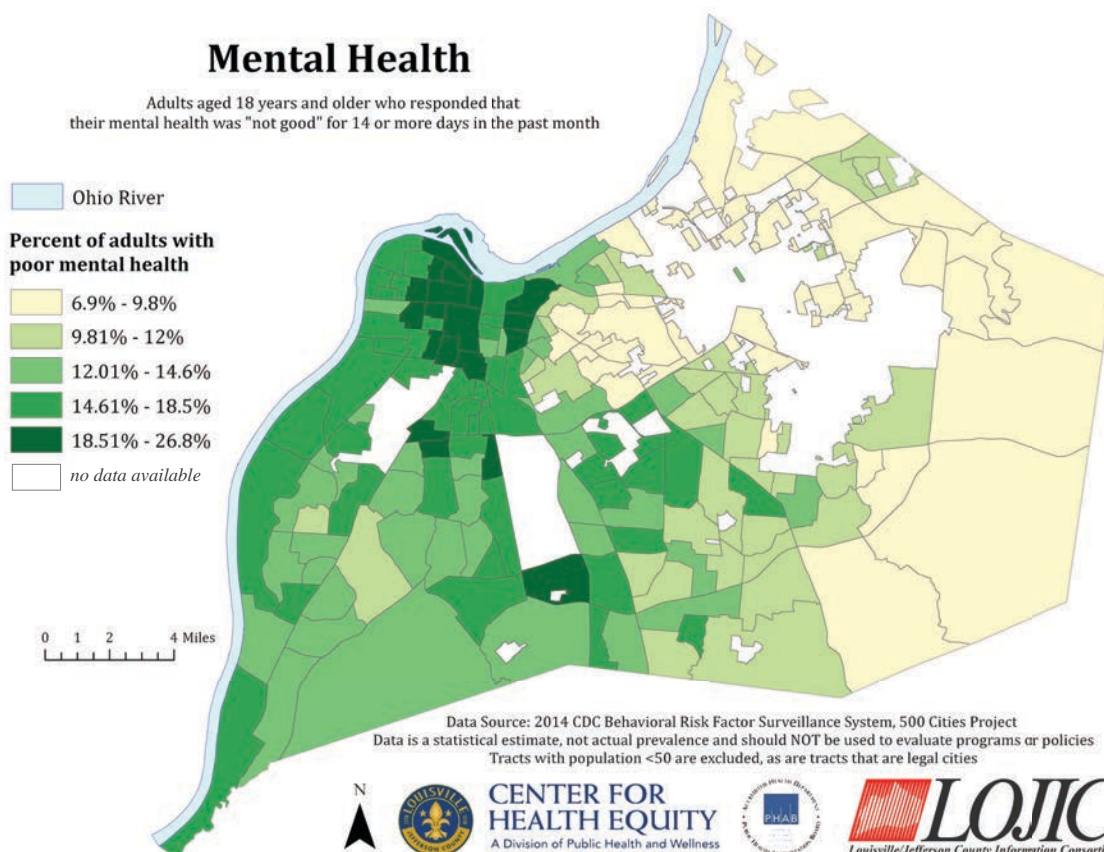 Mental Health
Adults aged 18 years and older who responded that
their mental health was "not good" for 14 or more days in the past month
Ohio River
Percent of adults with
poor mental health
6.9% - 9.8%
9.81% - 12%
12.01% - 14.6%
14.61% - 18.5%
18.51% - 26.8%
no data available
0 1 2 4 Miles
Data Source: 2014 CDC Behavioral Risk Factor Surveillance System, 500 Cities Project
Data is a statistical estimate, not actual prevalence and should NOT be used to evaluate programs or policies
Tracts with population <50 are excluded, as are tracts that are legal cities
N
LOUISVILLE
JEFFERSON COUNTY
CENTER FOR
HEALTH EQUITY
A Division of Public Health and Wellness
PHAB
LOJIC
Louisville/Jefferson County Information